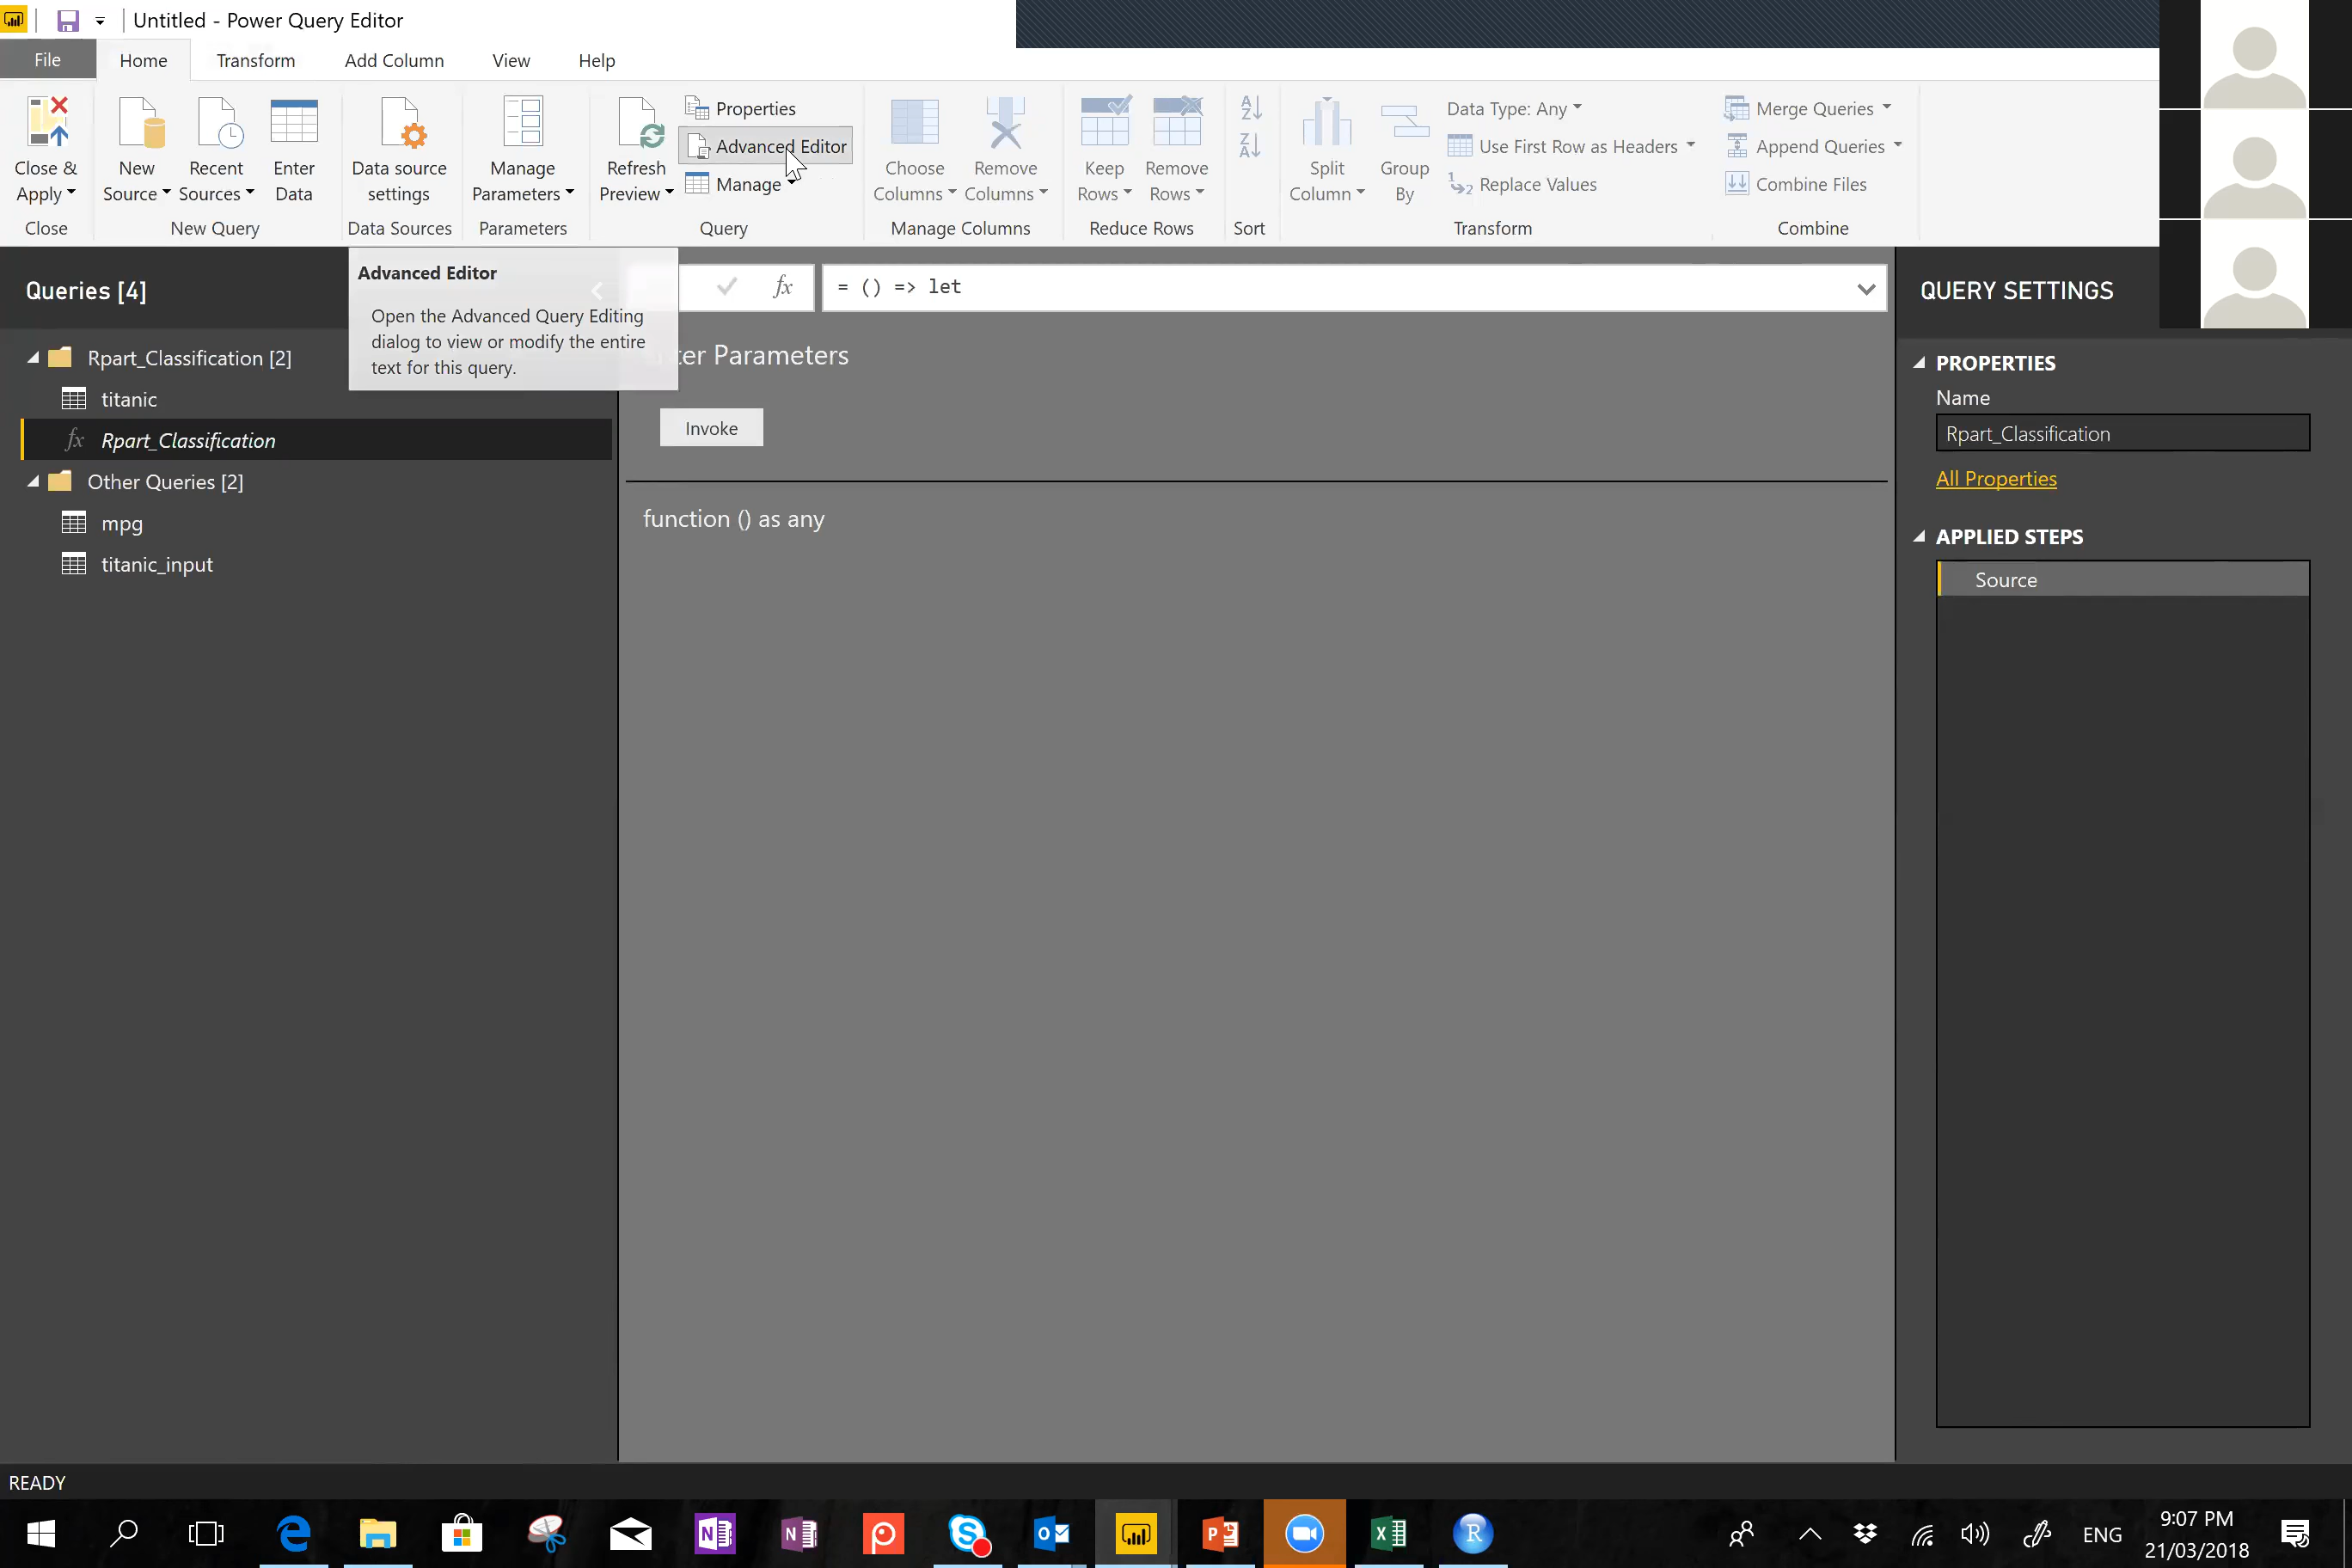 Untitled - Power Query Editor
File
Home
Transform
Add Column
View
Help
Close &
Apply
Close
New
Source
Recent
Sources
Enter
Data
New Query
Data source
settings
Data Sources
Manage
Parameters
Parameters
Refresh
Preview
Properties
Advanced Editor
Manage
Query
Choose
Columns
Remove
Columns
Manage Columns
Keep
Rows
Remove
Rows
Reduce Rows
A
Z
Z
A
Sort
Split
Column
Group
By
Data Type: Any
Use First Row as Headers
1
2
Replace Values
Transform
Merge Queries
Append Queries
Combine Files
Combine
Queries [4]
Advanced Editor
Open the Advanced Query Editing
dialog to view or modify the entire
text for this query.
fx
= () => let
ter Parameters
Invoke
function () as any
Rpart_Classification [2]
titanic
fx Rpart_Classification
Other Queries [2]
mpg
titanic_input
QUERY SETTINGS
PROPERTIES
Name
Rpart_Classification
All Properties
APPLIED STEPS
Source
READY
ENG
9:07 PM
21/03/2018